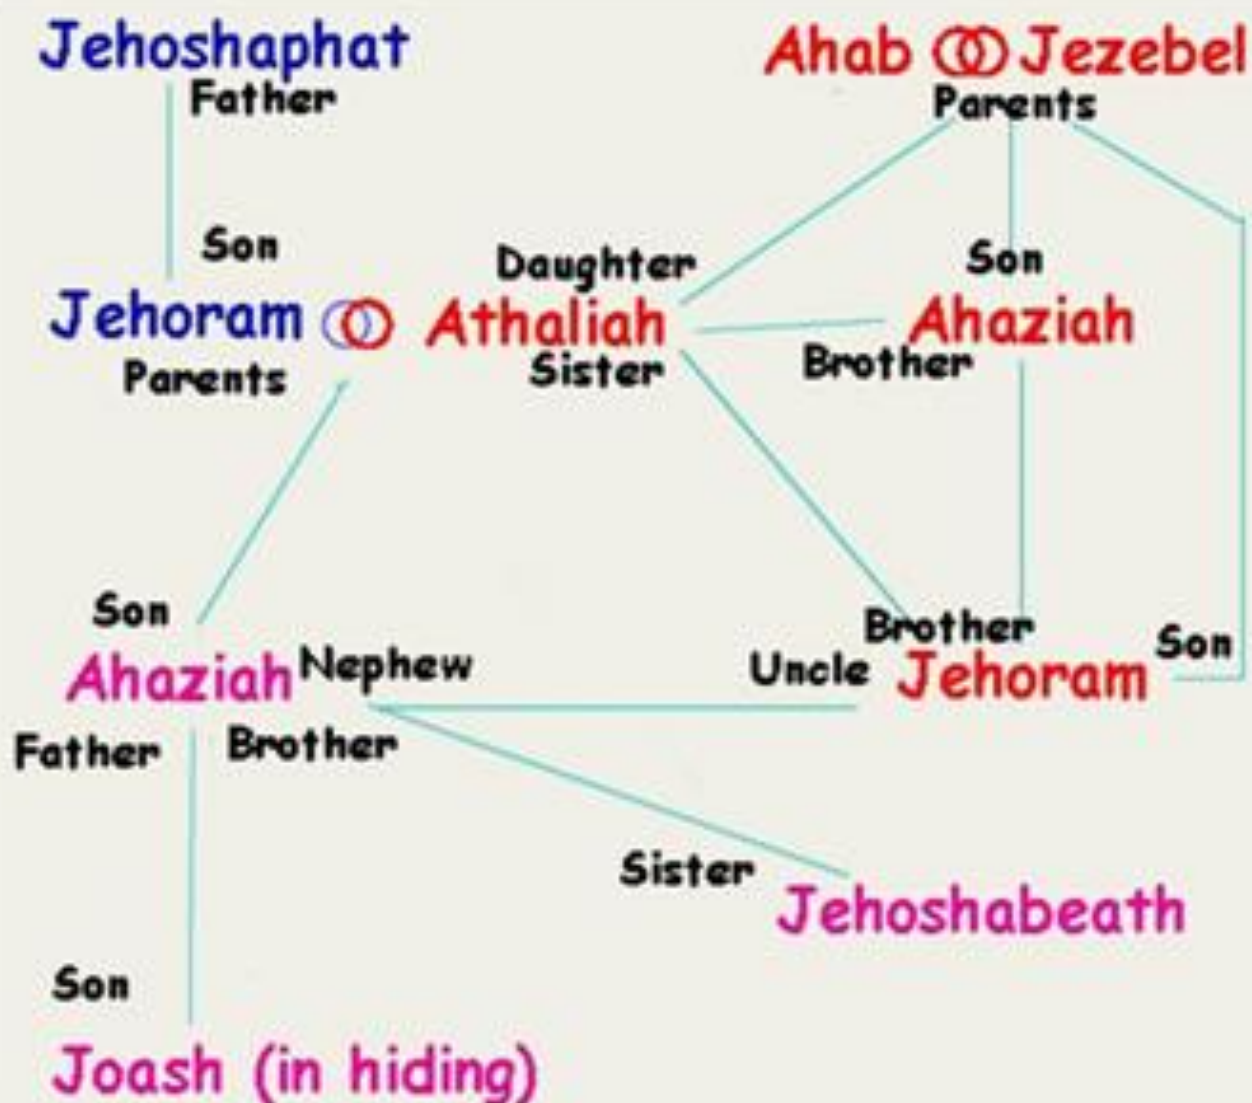 Jehoshaphat
Ahab Jezebel
Father
Parents
Son
Daughter
Son
Jehoram Athaliah Ahaziah
Parents
Sister
Brother
Son
Ahaziah Nephew
Brother
Uncle Jehoram Son
Father Brother
Sister
Jehoshabeath
Son
Joash (in hiding)